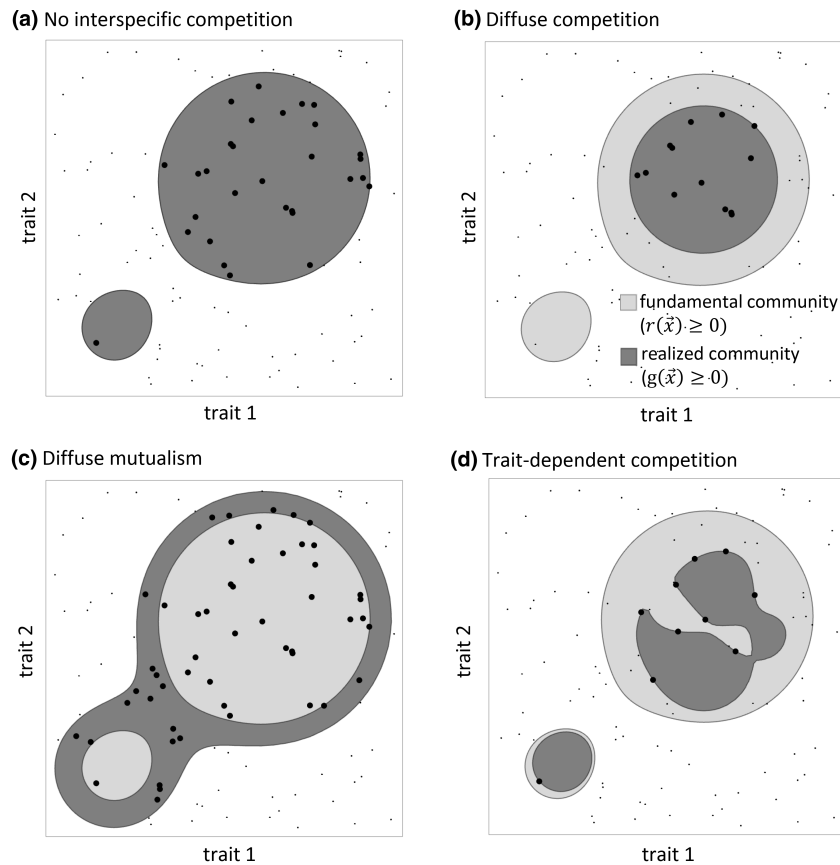 (a) No interspecific competition
(b) Diffuse competition
trait 2
trait 1
trait 2
fundamental community
(r(x⃗) ≥ 0)
realized community
(g(x⃗) ≥ 0)
trait 1
(c) Diffuse mutualism
(d) Trait-dependent competition
trait 2
trait 1
trait 2
trait 1